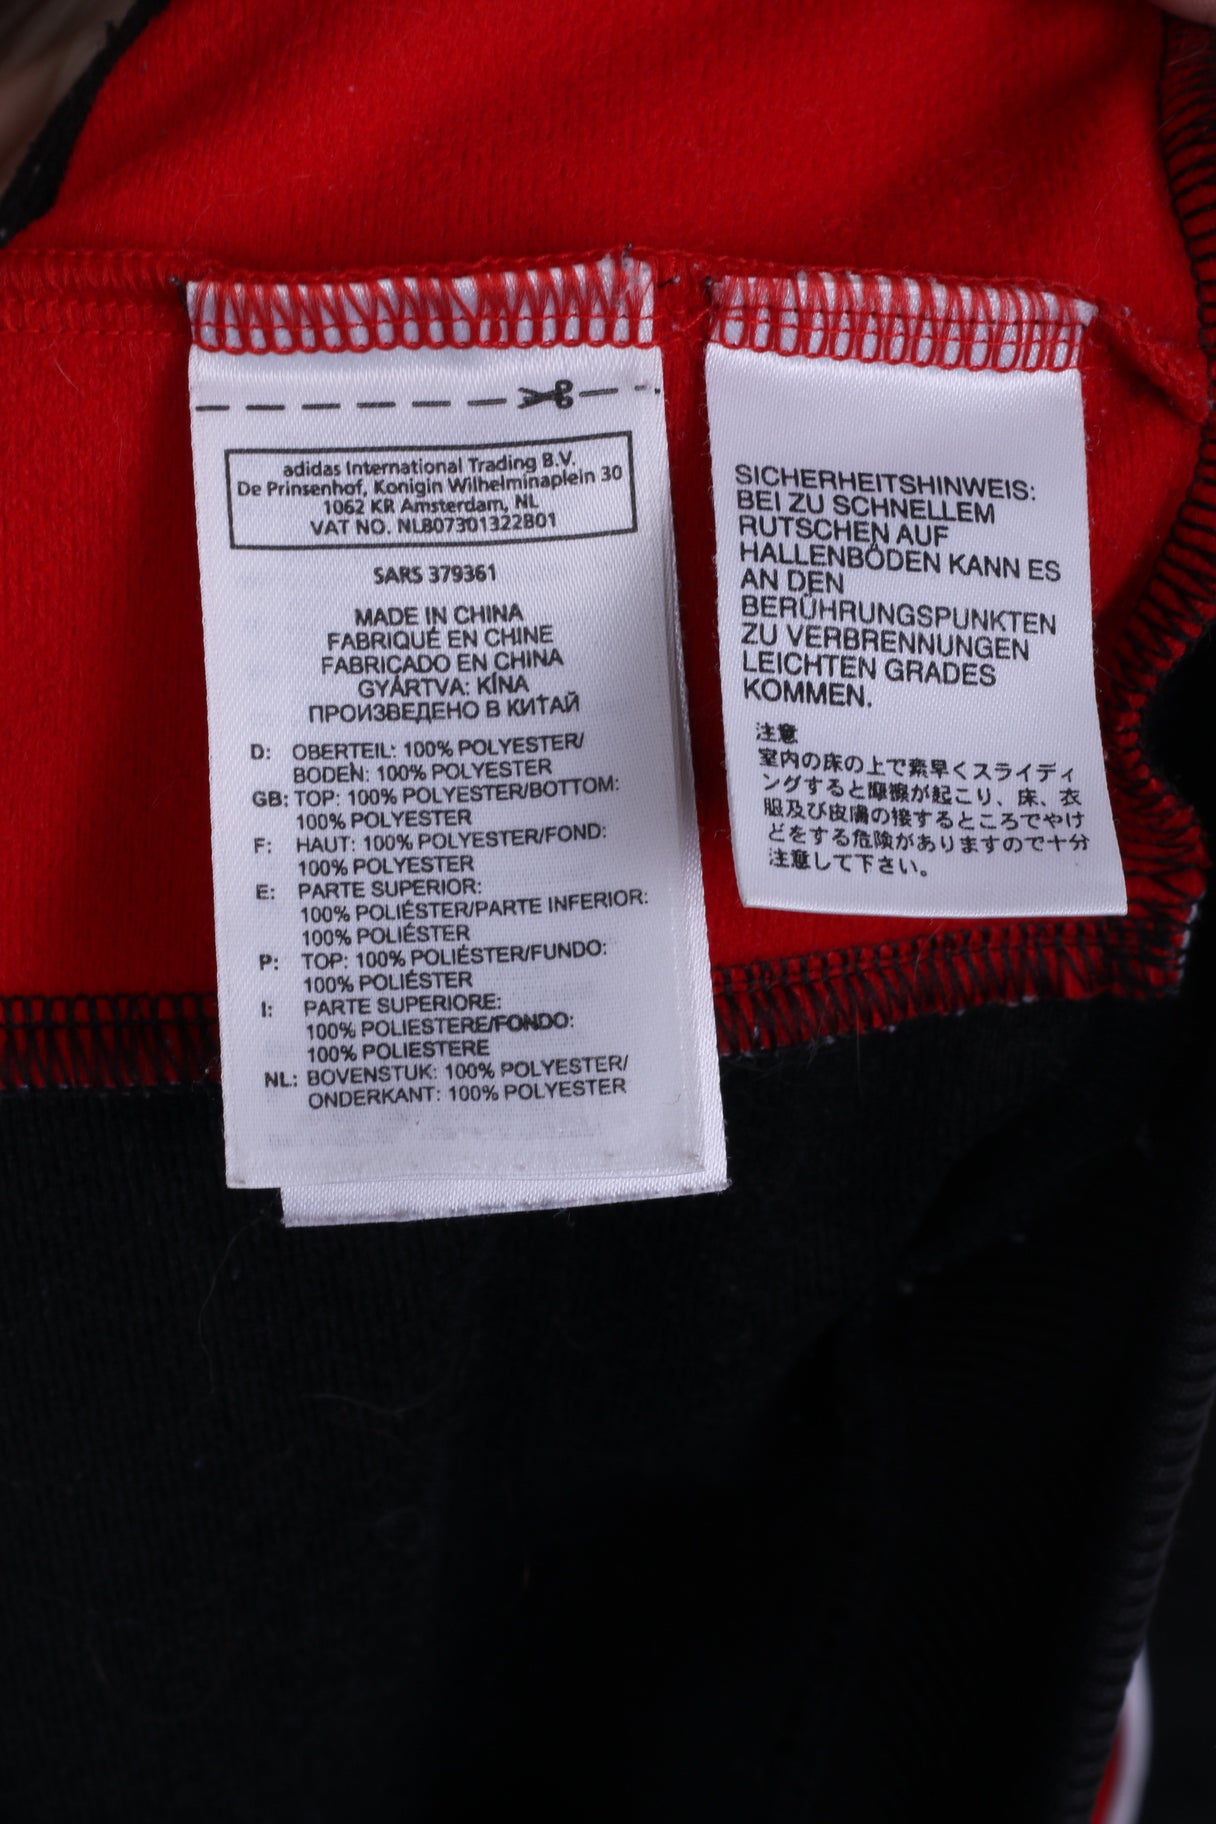 adidas International Trading B.V.
De Prinsenhof, Konigin Wilhelminaplein 30
1062 KR Amsterdam, NL
VAT NO. NLB07301322B01
SARS 379361
MADE IN CHINA
FABRIQUÉ EN CHINE
FABRICADO EN CHINA
GYÁRTVA: KÍNA
ПРОИЗВЕДЕНО В КИТАЙ
D: OBERTEIL: 100% POLYESTER/
BODEN: 100% POLYESTER
GB: TOP: 100% POLYESTER/BOTTOM:
100% POLYESTER
F: HAUT: 100% POLYESTER/FOND:
100% POLYESTER
E: PARTE SUPERIOR:
100% POLIÉSTER/PARTE INFERIOR:
100% POLIÉSTER
P: TOP: 100% POLIÉSTER/FUNDO:
100% POLIÉSTER
I: PARTE SUPERIORE:
100% POLIESTERE/FONDO:
100% POLIESTERE
NL: BOVENSTUK: 100% POLYESTER/
ONDERKANT: 100% POLYESTER
SICHERHEITSHINWEIS:
BEI ZU SCHNELLEM
RUTSCHEN AUF
HALLENBÖDEN KANN ES
AN DEN
BERÜHRUNGSPUNKTEN
ZU VERBRENNUNGEN
LEICHTEN GRADES
KOMMEN.
注意
室内の床の上で素早くスライディ
ングすると摩擦が起こり、床、衣
服及び皮膚の接するところでやけ
どをする危険がありますので十分
注意して下さい。